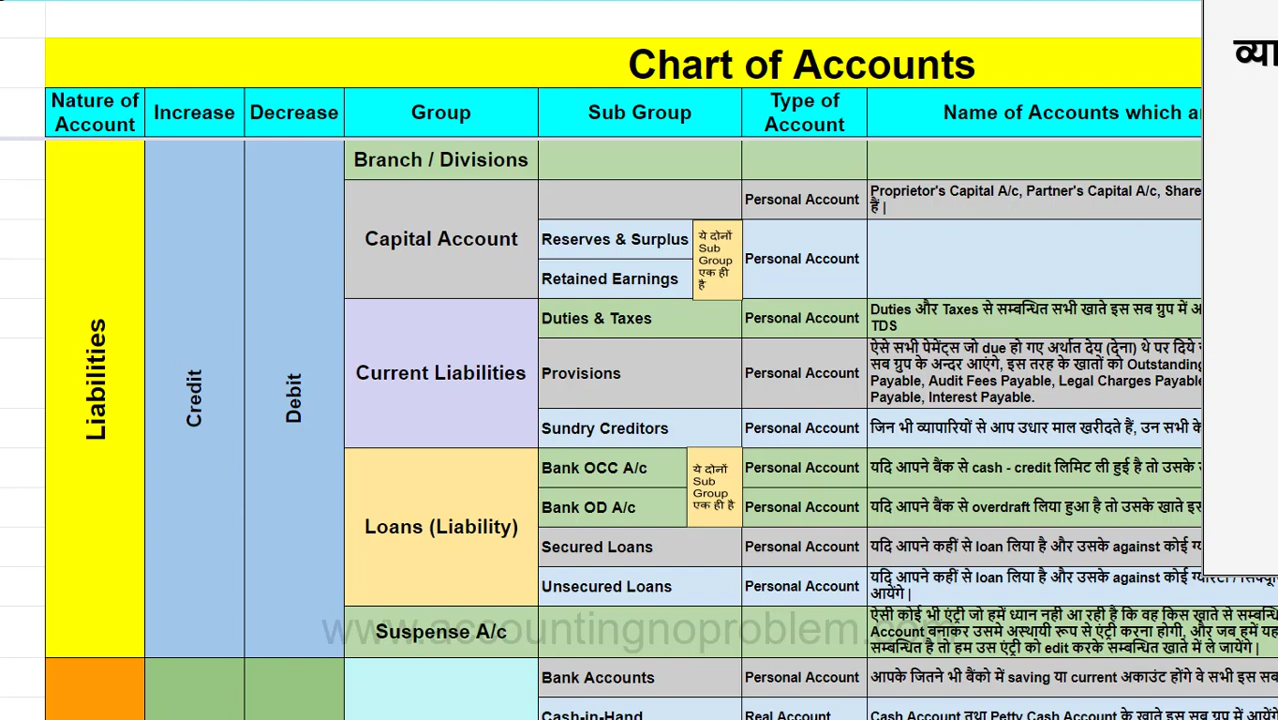 व्या
Chart of Accounts
Nature of Account
Increase
Decrease
Group
Sub Group
Type of Account
Name of Accounts which
Liabilities
Credit
Debit
Branch / Divisions
Capital Account
Personal Account
Proprietor's Capital A/c, Partner's Capital A/c, Share
हैं |
Reserves & Surplus
Retained Earnings
ये दोनों
Sub
Group
एक ही
है
Personal Account
Current Liabilities
Duties & Taxes
Personal Account
Duties और Taxes से सम्बन्धित सभी खाते इस सब ग्रुप में
TDS
Provisions
Personal Account
ऐसे सभी पेमेंट्स जो due हो गए अर्थात देय (देना) थे पर दिये
सब ग्रुप के अन्दर आएंगे, इस तरह के खातों को Outstanding
Payable, Audit Fees Payable, Legal Charges Payable
Payable, Interest Payable.
Sundry Creditors
Personal Account
जिन भी व्यापारियों से आप उधार माल खरीदते हैं, उन सभी के
Loans (Liability)
Bank OCC A/c
Personal Account
यदि आपने बैंक से cash - credit लिमिट ली हुई है तो उसके
Bank OD A/c
ये दोनों
Sub
Group
एक ही है
Personal Account
यदि आपने बैंक से overdraft लिया हुआ है तो उसके खाते
Secured Loans
Personal Account
यदि आपने कहीं से loan लिया है और उसके against कोई
Unsecured Loans
Personal Account
यदि आपने कहीं से loan लिया है और उसके against कोई
आयेंगे |
Suspense A/c
ऐसी कोई भी एंट्री जो हमें ध्यान नही आ रही है कि वह किस खाते से
Account बनाकर उसमे अस्थायी रूप से एंट्री करना होगी, और जब हमें यह
सम्बन्धित है तो हम उस एंट्री को edit करके सम्बन्धित खाते में ले जायेंगे |
www.accountingnoproblem.com
Bank Accounts
Personal Account
आपके जितने भी बैंको में saving या current अकाउंट होंगे वे सभी इस सब
Cash-in-Hand
Real Account
Cash Account तथा Petty Cash Account के खाते इस सब ग्रुप में आयेंगे